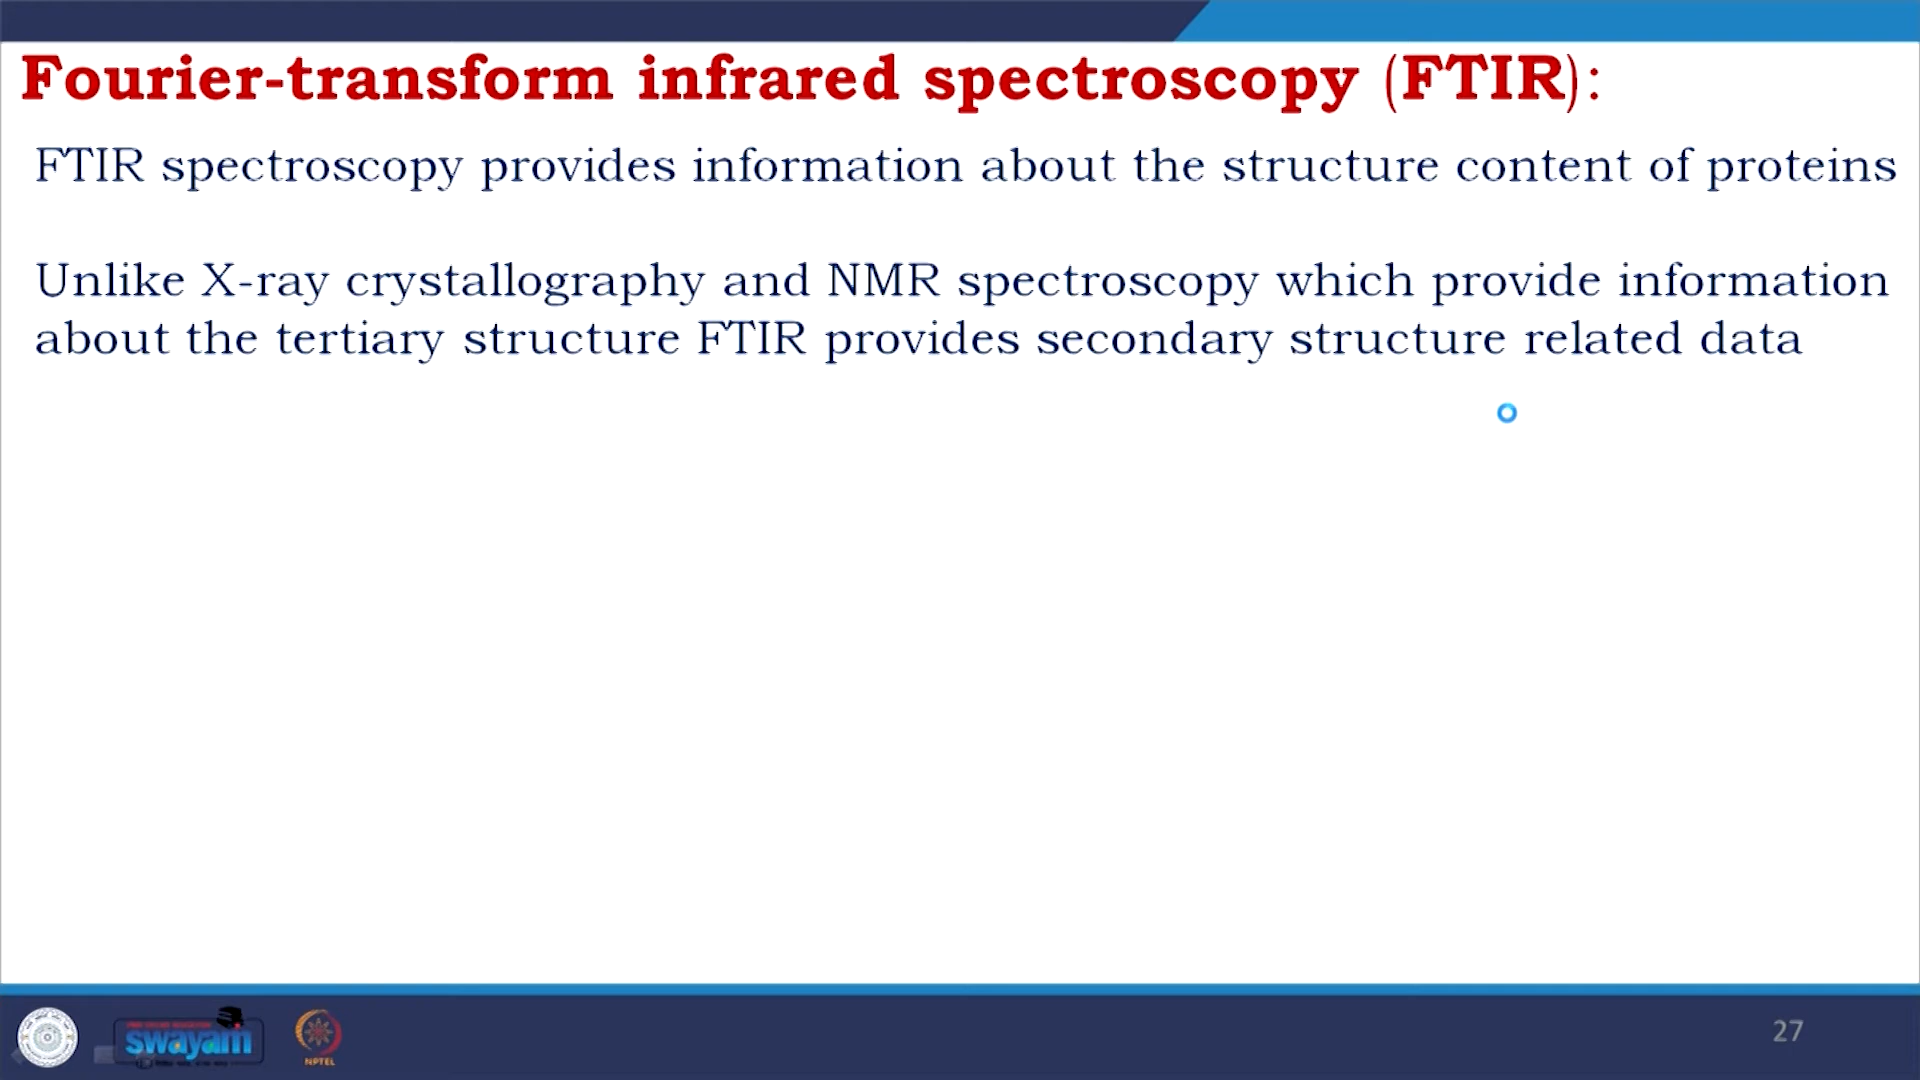 Fourier-transform infrared spectroscopy (FTIR):
FTIR spectroscopy provides information about the structure content of proteins
Unlike X-ray crystallography and NMR spectroscopy which provide information
about the tertiary structure FTIR provides secondary structure related data
swayam
NPTEL
27